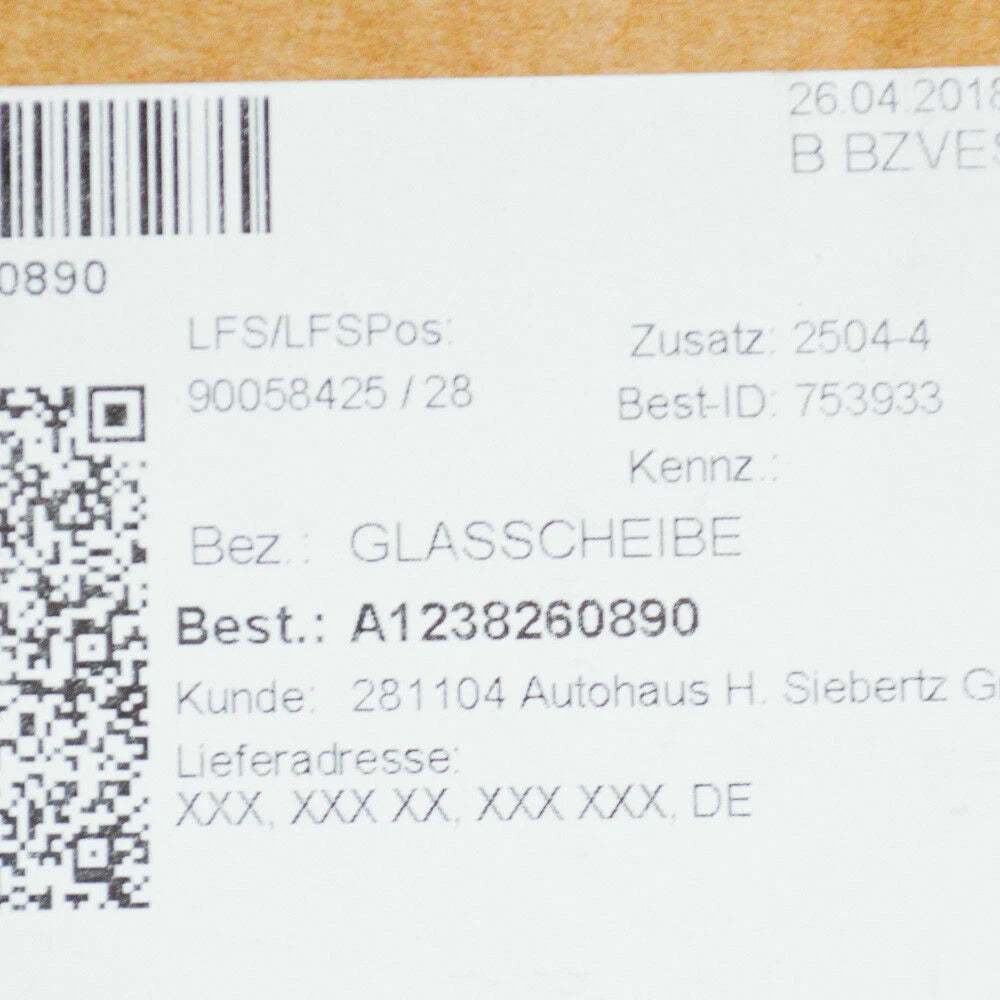 26.04.2018
B BZVES
0890
LFS/LFSPos:
90058425 / 28
Zusatz: 2504-4
Best-ID: 753933
Kennz.:
Bez.: GLASSCHEIBE
Best.: A1238260890
Kunde: 281104 Autohaus H. Siebertz G
Lieferadresse:
XXX, XXX XX, XXX XXX, DE